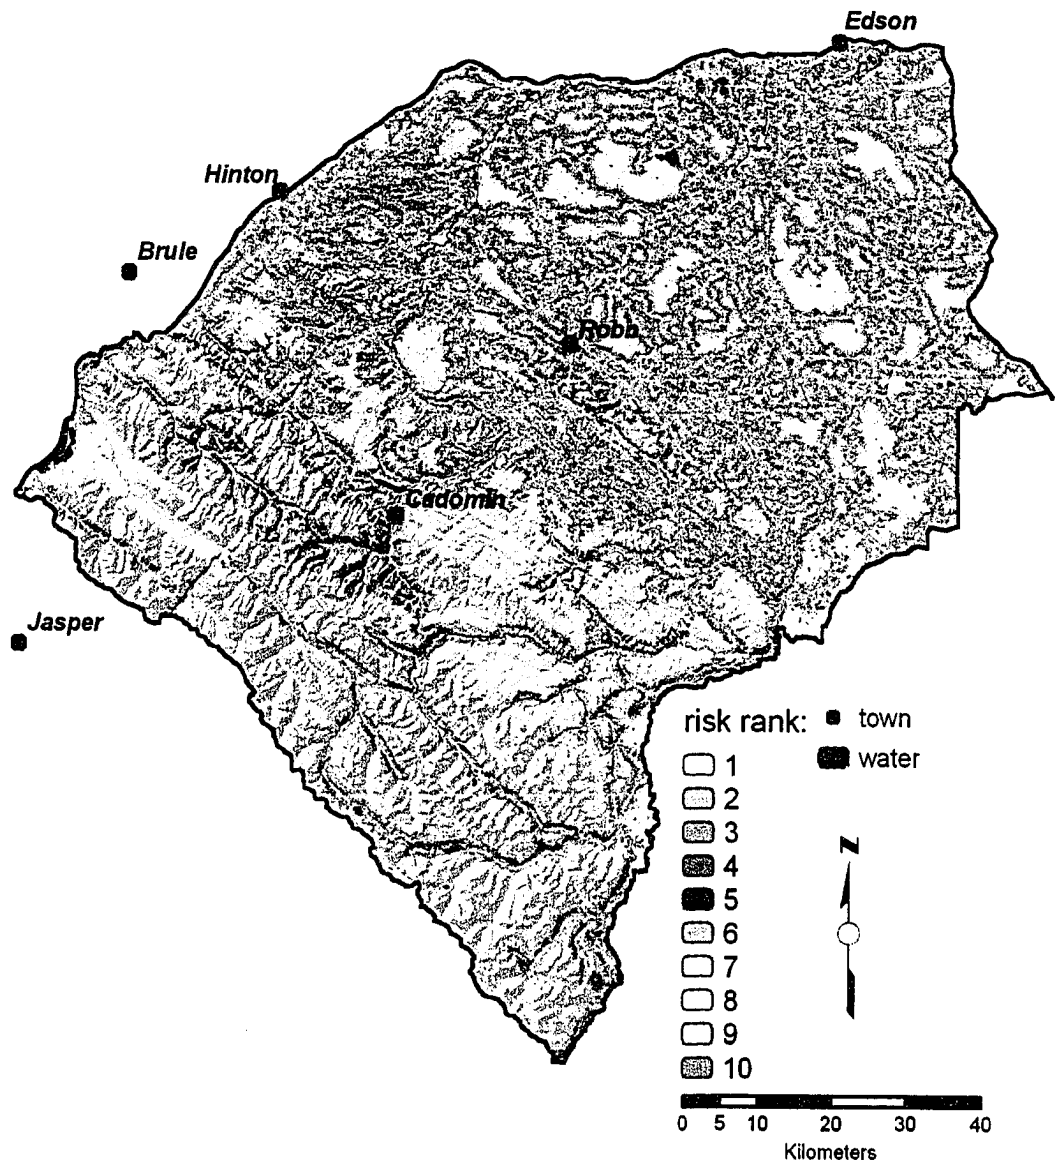 Edson
Hinton
Brule
Robb
Cadomin
Jasper
risk rank:
town
water
1
2
3
4
5
6
7
8
9
10
N
0 5 10 20 30 40
Kilometers